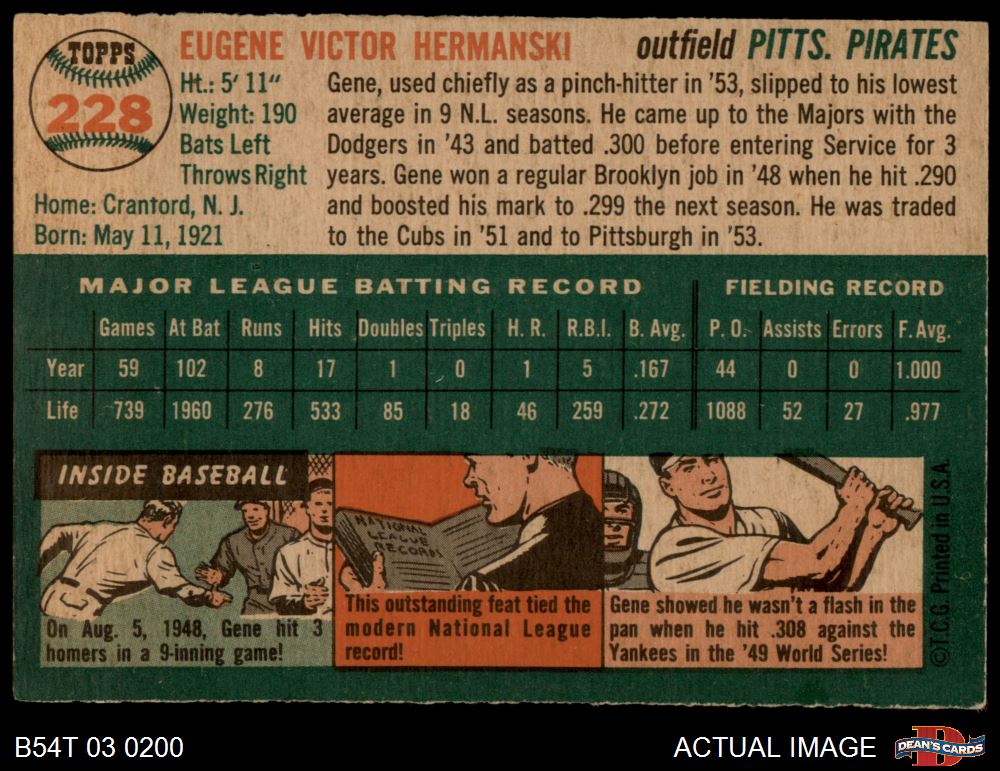 TOPPS
228
EUGENE VICTOR HERMANSKI
outfield PITTS. PIRATES
Ht.: 5' 11"
Weight: 190
Bats Left
Throws Right
Home: Cranford, N. J.
Born: May 11, 1921
Gene, used chiefly as a pinch-hitter in '53, slipped to his lowest
average in 9 N.L. seasons. He came up to the Majors with the
Dodgers in '43 and batted .300 before entering Service for 3
years. Gene won a regular Brooklyn job in '48 when he hit .290
and boosted his mark to .299 the next season. He was traded
to the Cubs in '51 and to Pittsburgh in '53.
MAJOR LEAGUE BATTING RECORD FIELDING RECORD
Games At Bat Runs Hits Doubles Triples H. R. R.B.I. B. Avg. P. O. Assists Errors F. Avg.
Year 59 102 8 17 1 0 1 5 .167 44 0 0 1.000
Life 739 1960 276 533 85 18 46 259 .272 1088 52 27 .977
INSIDE BASEBALL
On Aug. 5, 1948, Gene hit 3
homers in a 9-inning game!
NATIONAL
LEAGUE
RECORDS
This outstanding feat tied the
modern National League
record!
Gene showed he wasn't a flash in the
pan when he hit .308 against the
Yankees in the '49 World Series!
©T.C.G. Printed in U.S.A.
B54T 03 0200
ACTUAL IMAGE
D
DEAN'S CARDS